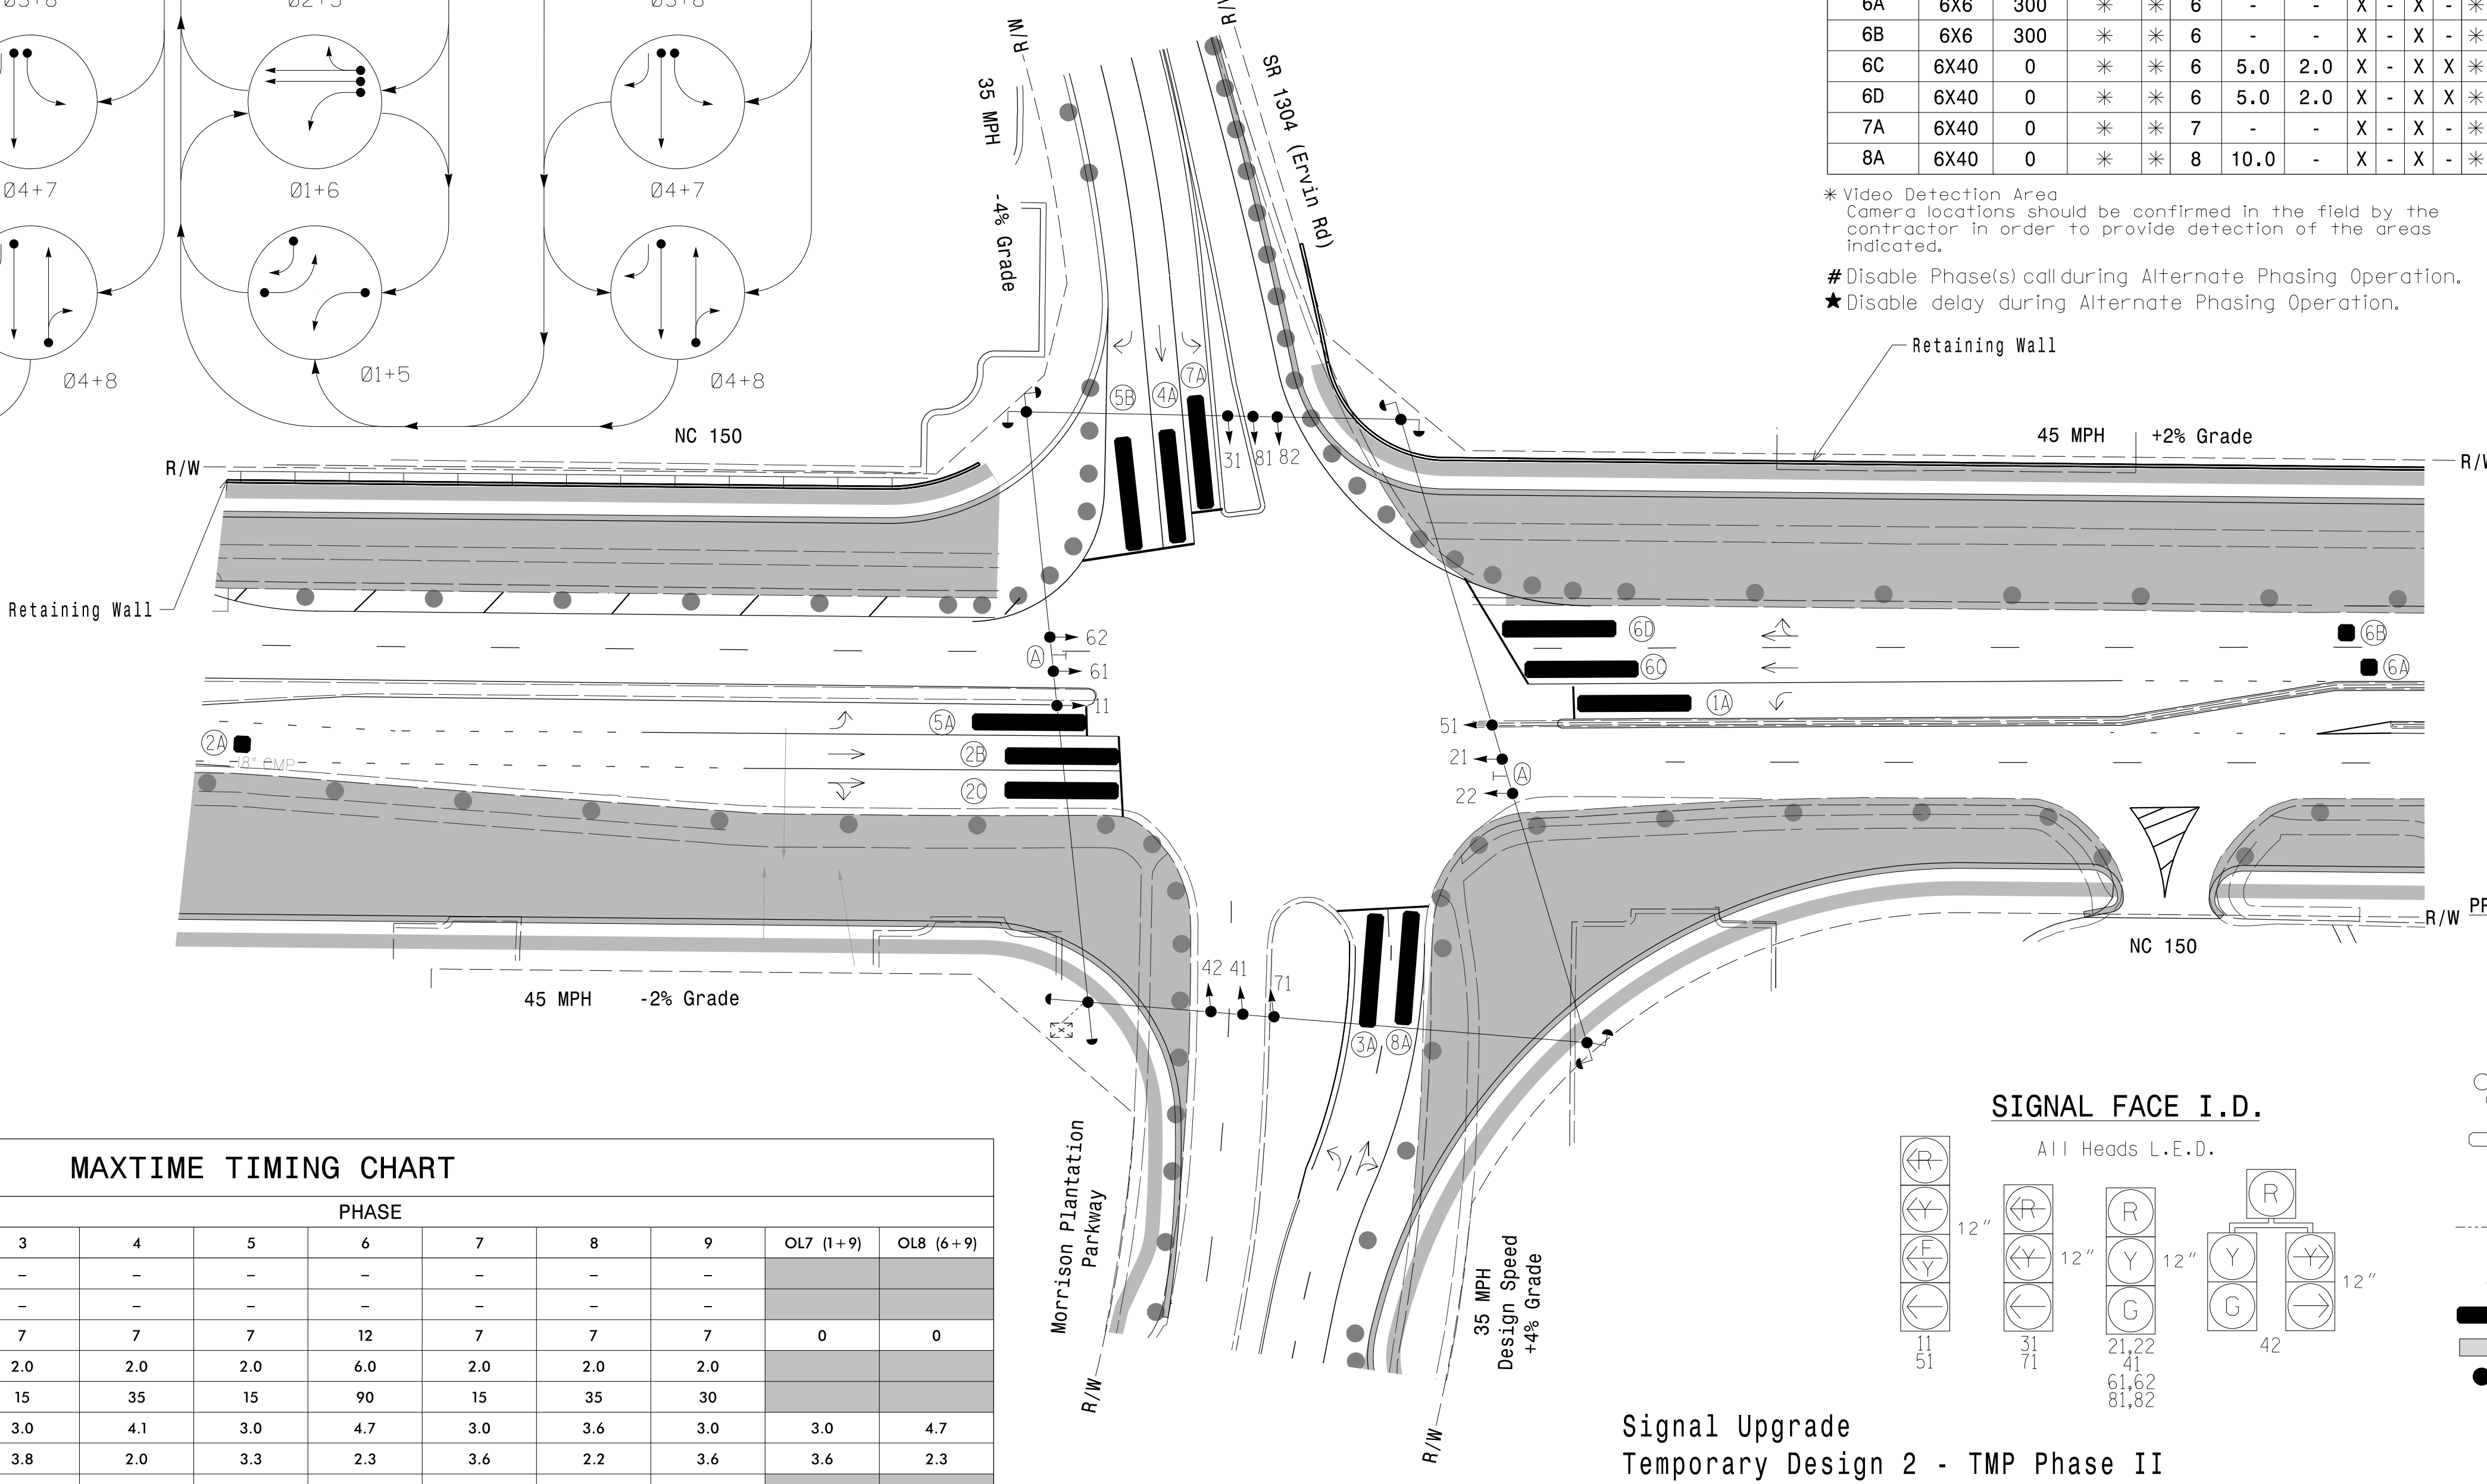 Ø2+5
Ø4+7
Ø1+6
Ø4+7
Ø4+8
Ø1+5
Ø4+8
NC 150
R/W
35 MPH
-4% Grade
SR 1304 (Ervin Rd)
6A 6X6 300 * * 6 - - X - X - *
6B 6X6 300 * * 6 - - X - X - *
6C 6X40 0 * * 6 5.0 2.0 X - X X *
6D 6X40 0 * * 6 5.0 2.0 X - X X *
7A 6X40 0 * * 7 - - X - X - *
8A 6X40 0 * * 8 10.0 - X - X - *
* Video Detection Area
Camera locations should be confirmed in the field by the
contractor in order to provide detection of the areas
indicated.
# Disable Phase(s) call during Alternate Phasing Operation.
★ Disable delay during Alternate Phasing Operation.
Retaining Wall
45 MPH +2% Grade
R/W
R/W
5B 4A 7A
31 81 82
Retaining Wall
62
A
61
11
6D
6C
1A
6B
6A
5A
2A
2B
2C
18" CMP
51
21
A
22
R/W
NC 150
45 MPH -2% Grade
42 41 71
3A 8A
Morrison Plantation
Parkway
R/W
35 MPH
Design Speed
+4% Grade
R/W
MAXTIME TIMING CHART
PHASE
3 4 5 6 7 8 9 OL7 (1+9) OL8 (6+9)
– – – – – – –
– – – – – – –
7 7 7 12 7 7 7 0 0
2.0 2.0 2.0 6.0 2.0 2.0 2.0
15 35 15 90 15 35 30
3.0 4.1 3.0 4.7 3.0 3.6 3.0 3.0 4.7
3.8 2.0 3.3 2.3 3.6 2.2 3.6 3.6 2.3
SIGNAL FACE I.D.
All Heads L.E.D.
R
Y
F
Y
12"
11
51
R
Y
12"
31
71
R
Y
G
12"
21,22
41
61,62
81,82
R
Y Y
G
12"
42
Signal Upgrade
Temporary Design 2 - TMP Phase II